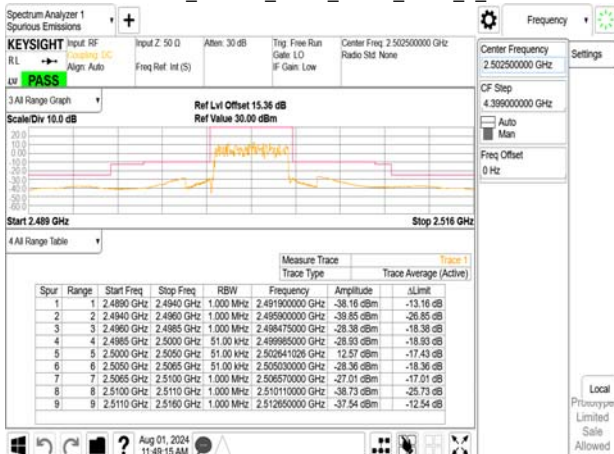 Spectrum Analyzer 1
Spurious Emissions
Frequency
KEYSIGHT
Input: RF
Coupling: DC
Align: Auto
Input Z: 50 Ω
Freq Ref: Int (S)
Atten: 30 dB
Trig: Free Run
Gate: LO
IF Gain: Low
Center Freq: 2.502500000 GHz
Radio Std: None
RL
PASS
3 All Range Graph
Scale/Div 10.0 dB
Ref Lvl Offset 15.36 dB
Ref Value 30.00 dBm
20.0
10.0
0.00
Start 2.489 GHz
Stop 2.516 GHz
4 All Range Table
Measure Trace
Trace 1
Trace Type
Trace Average (Active)
Spur Range Start Freq Stop Freq RBW Frequency Amplitude ΔLimit
1 1 2.4890 GHz 2.4940 GHz 1.000 MHz 2.491900000 GHz -38.16 dBm -13.16 dB
2 2 2.4940 GHz 2.4960 GHz 1.000 MHz 2.495900000 GHz -39.85 dBm -26.85 dB
3 3 2.4960 GHz 2.4985 GHz 1.000 MHz 2.498475000 GHz -28.38 dBm -18.38 dB
4 4 2.4985 GHz 2.5000 GHz 51.00 kHz 2.499985000 GHz -28.93 dBm -18.93 dB
5 5 2.5000 GHz 2.5050 GHz 51.00 kHz 2.502641026 GHz 12.57 dBm -17.43 dB
6 6 2.5050 GHz 2.5065 GHz 51.00 kHz 2.505030000 GHz -28.36 dBm -18.36 dB
7 7 2.5065 GHz 2.5100 GHz 1.000 MHz 2.506570000 GHz -27.01 dBm -17.01 dB
8 8 2.5100 GHz 2.5110 GHz 1.000 MHz 2.510110000 GHz -38.73 dBm -25.73 dB
9 9 2.5110 GHz 2.5160 GHz 1.000 MHz 2.512650000 GHz -37.54 dBm -12.54 dB
Aug 01, 2024
11:49:15 AM
Center Frequency
2.502500000 GHz
CF Step
4.399000000 GHz
Auto
Man
Freq Offset
0 Hz
Settings
Local
Prototype
Limited
Sale
Allowed